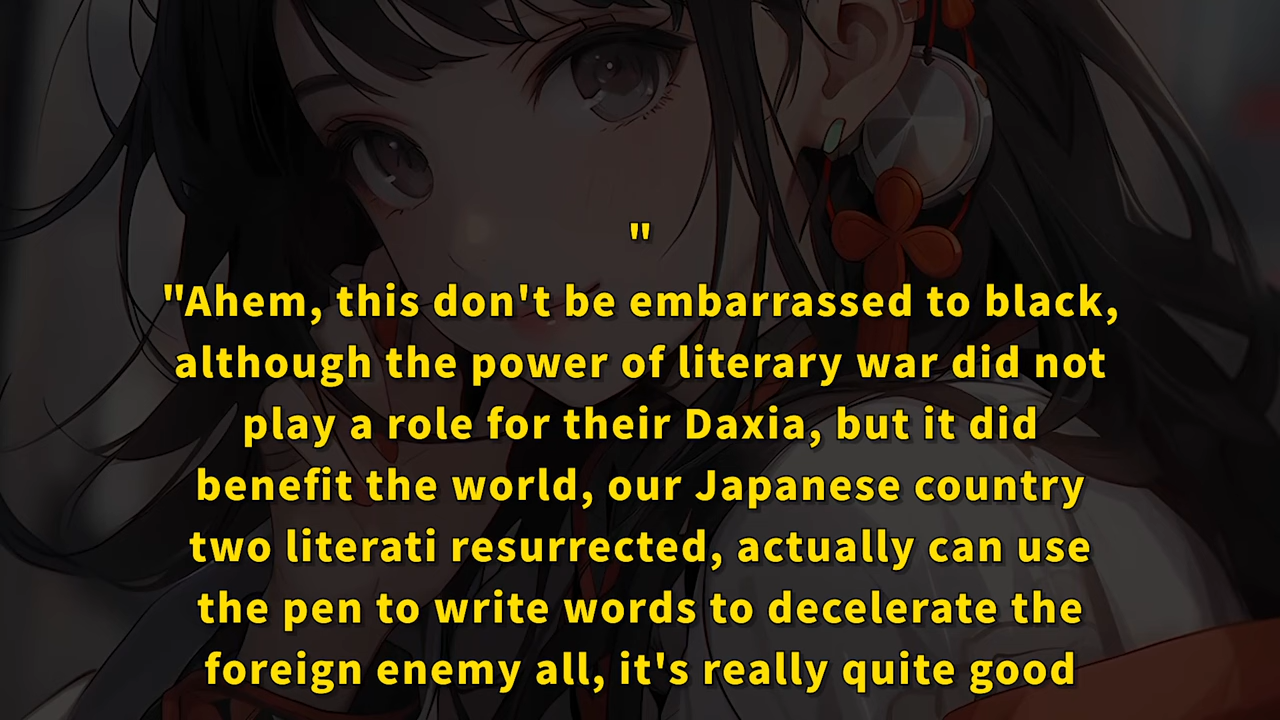 "
"Ahem, this don't be embarrassed to black,
although the power of literary war did not
play a role for their Daxia, but it did
benefit the world, our Japanese country
two literati resurrected, actually can use
the pen to write words to decelerate the
foreign enemy all, it's really quite good